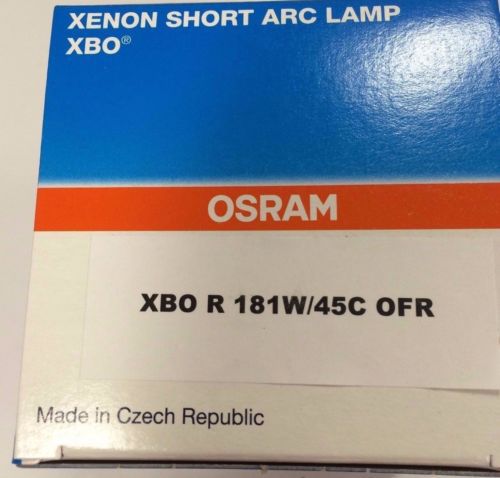 XENON SHORT ARC LAMP
XBO®
OSRAM
XBO R 181W/45C OFR
Made in Czech Republic